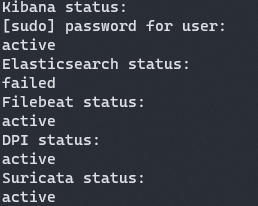 Kibana status:
[sudo] password for user:
active
Elasticsearch status:
failed
Filebeat status:
active
DPI status:
active
Suricata status:
active